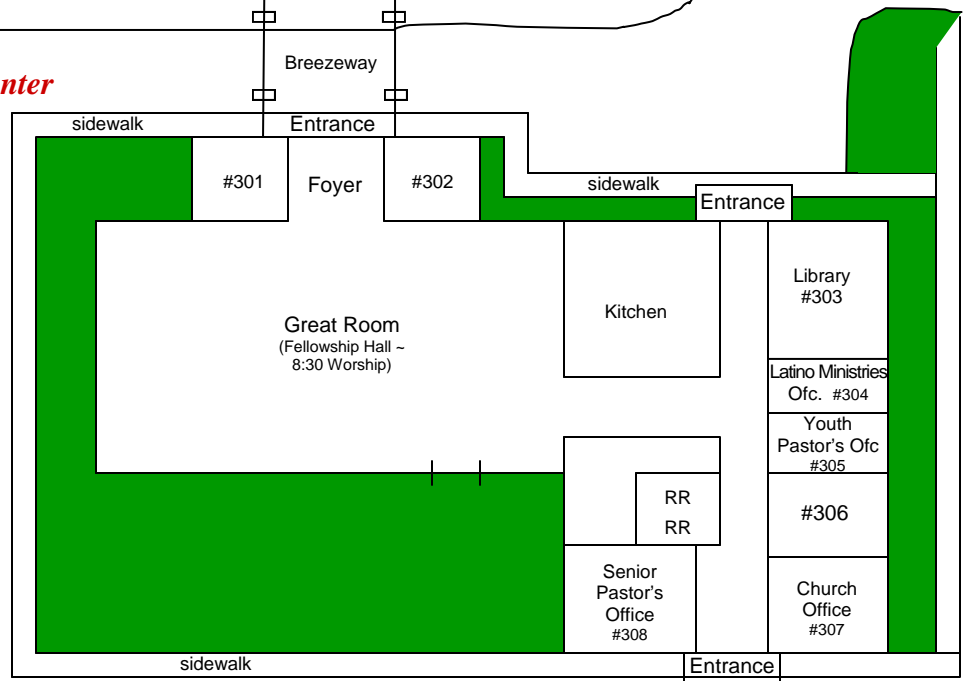 Breezeway
nter
sidewalk
Entrance
#301
Foyer
#302
sidewalk
Entrance
Library
#303
Kitchen
Great Room
(Fellowship Hall ~
8:30 Worship)
Latino Ministries
Ofc. #304
Youth
Pastor's Ofc
#305
RR
RR
#306
Senior
Pastor's
Office
#308
Church
Office
#307
sidewalk
Entrance